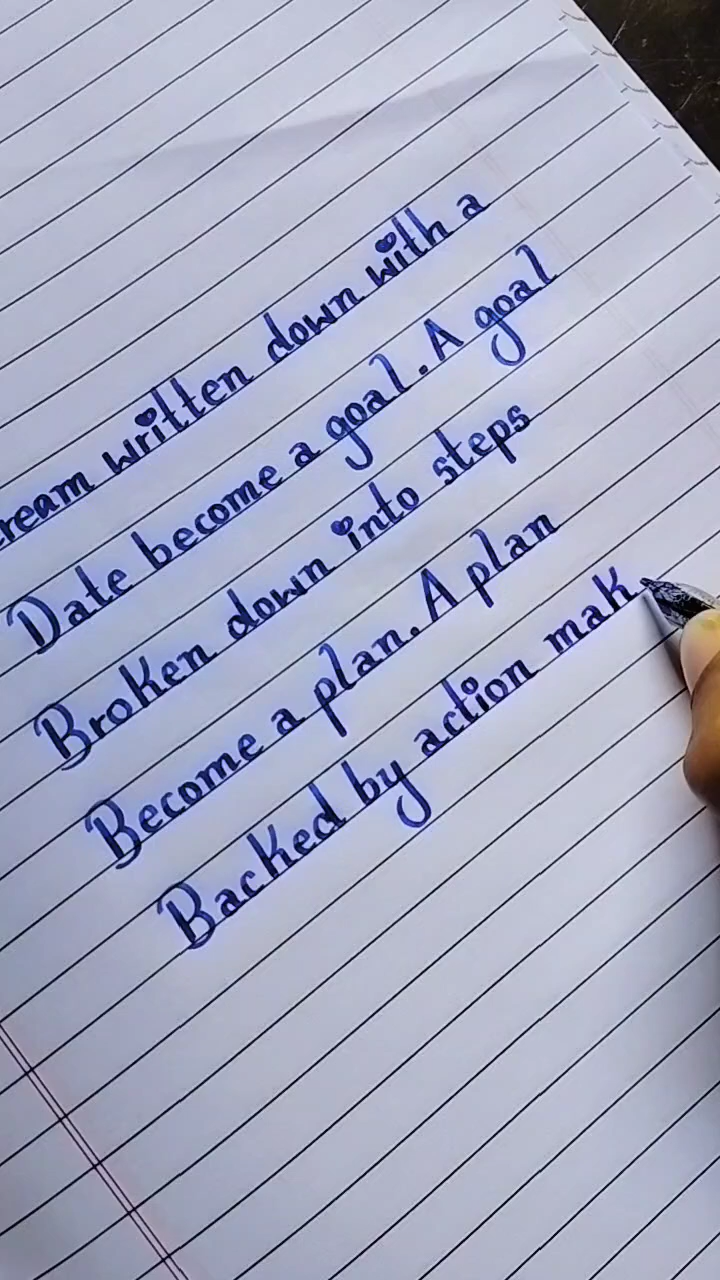 ream written down with a
Date become a goal. A goal
Broken down into steps
Become a plan. A plan
Backed by action mak